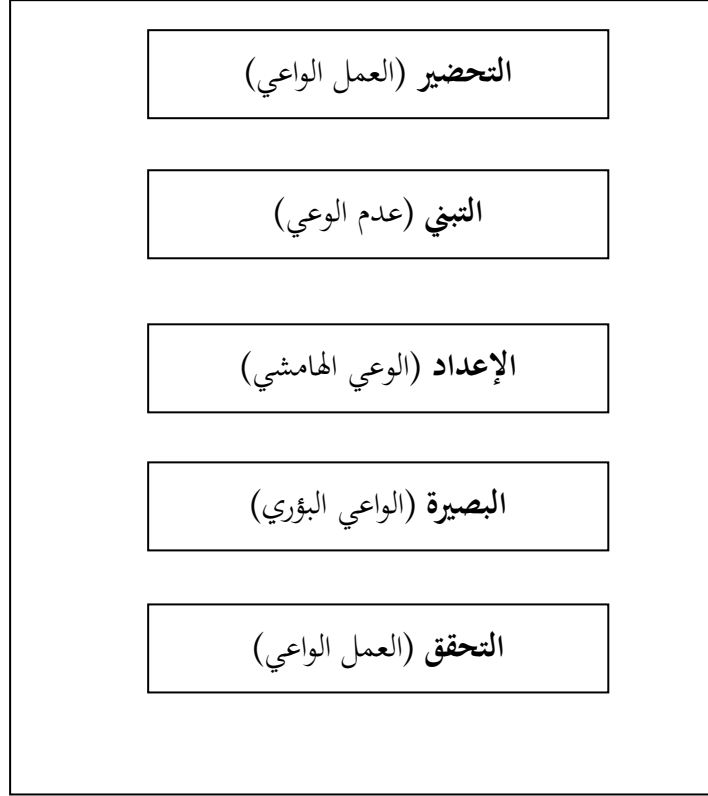 التحضير (العمل الواعي)
التبني (عدم الوعي)
الإعداد (الوعي الهامشي)
البصيرة (الواعي البؤري)
التحقق (العمل الواعي)